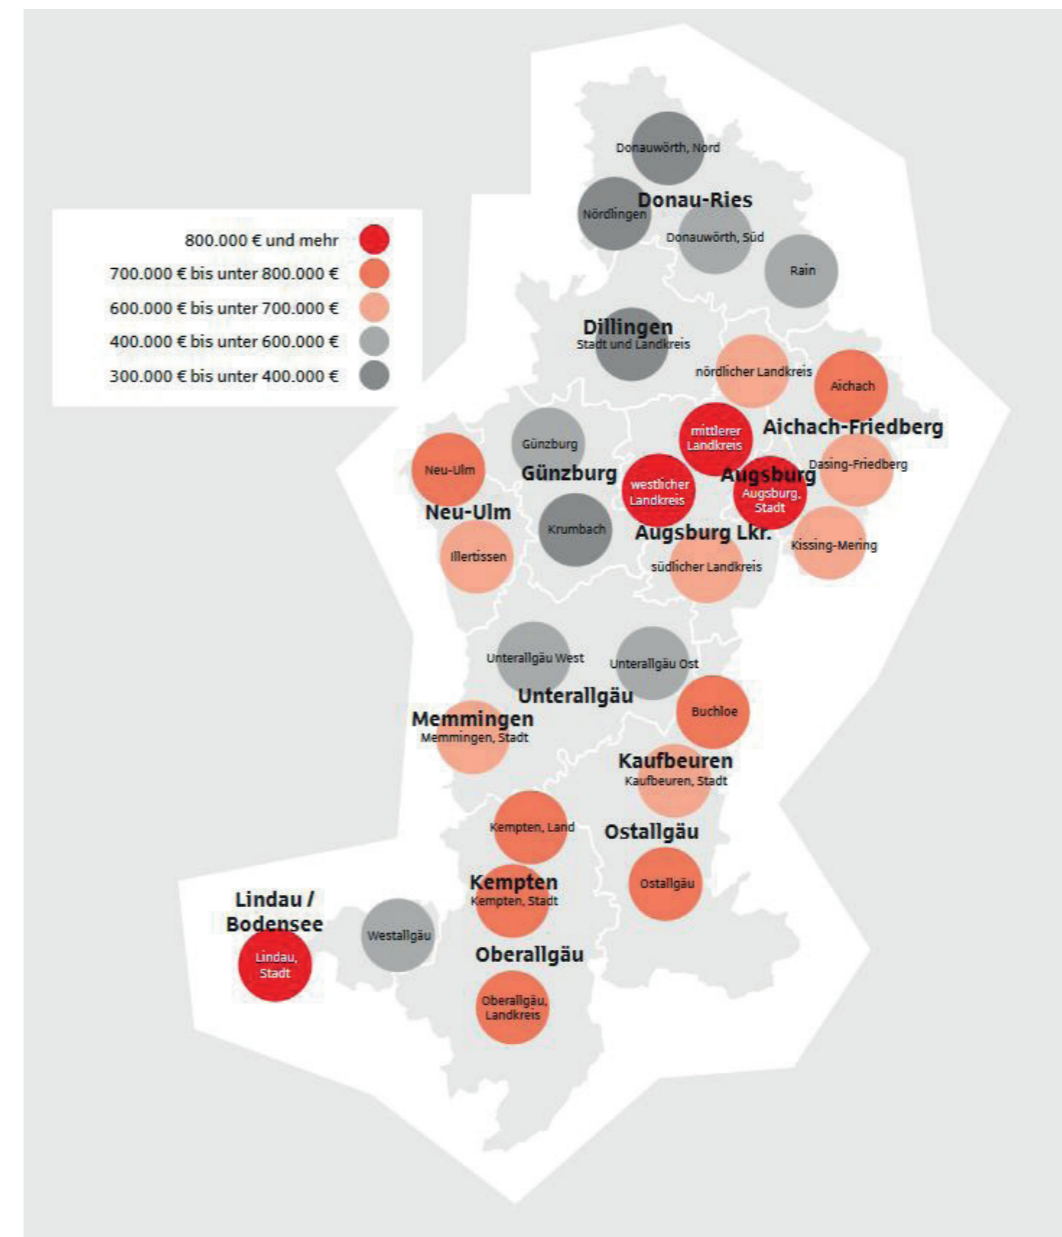 Donauwörth, Nord
Nördlingen
Donau-Ries
Donauwörth, Süd
Rain
800.000 € und mehr
700.000 € bis unter 800.000 €
600.000 € bis unter 700.000 €
400.000 € bis unter 600.000 €
300.000 € bis unter 400.000 €
Dillingen
Stadt und Landkreis
nördlicher Landkreis
Aichach
Aichach-Friedberg
mittlerer
Landkreis
Günzburg
Günzburg
Neu-Ulm
Neu-Ulm
Dasing-Friedberg
Augsburg
Augsburg,
Stadt
westlicher
Landkreis
Augsburg Lkr.
Krumbach
Kissing-Mering
Illertissen
südlicher Landkreis
Unterallgäu West
Unterallgäu Ost
Unterallgäu
Buchloe
Memmingen
Memmingen, Stadt
Kaufbeuren
Kaufbeuren, Stadt
Kempten, Land
Ostallgäu
Kempten
Kempten, Stadt
Ostallgäu
Lindau /
Bodensee
Lindau,
Stadt
Westallgäu
Oberallgäu
Oberallgäu,
Landkreis